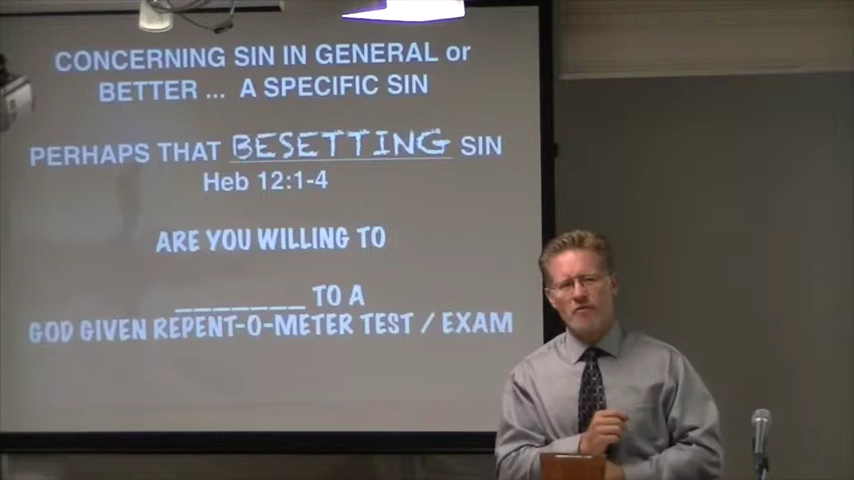 CONCERNING SIN IN GENERAL or
BETTER ... A SPECIFIC SIN
PERHAPS THAT BESETTING SIN
Heb 12:1-4
ARE YOU WILLING TO
________ TO A
GOD GIVEN REPENT-O-METER TEST / EXAM